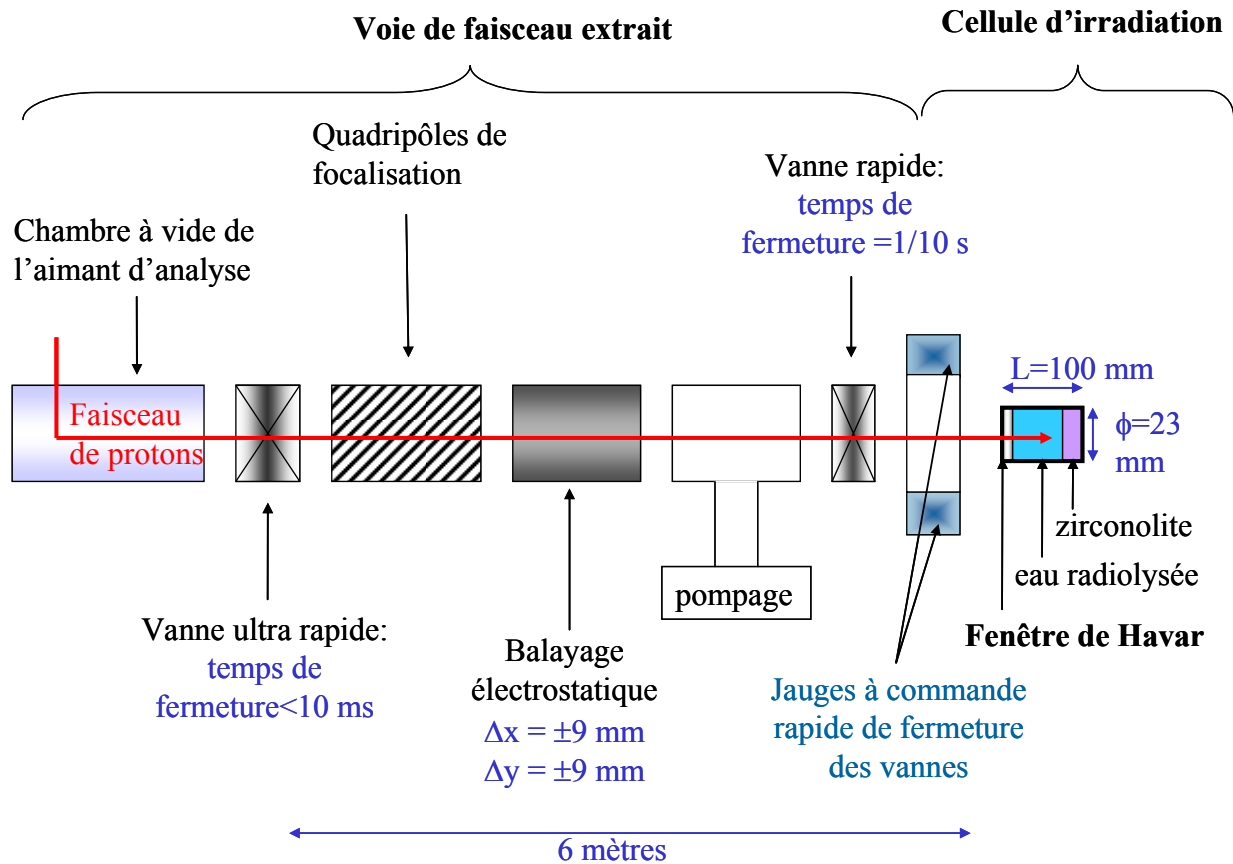 Voie de faisceau extrait
Cellule d'irradiation
Quadripôles de
focalisation
Vanne rapide:
temps de
fermeture =1/10 s
Chambre à vide de
l'aimant d'analyse
L=100 mm
Faisceau
de protons
ϕ=23
mm
zirconolite
eau radiolysée
pompage
Fenêtre de Havar
Vanne ultra rapide:
temps de
fermeture<10 ms
Balayage
électrostatique
Δx = ±9 mm
Δy = ±9 mm
Jauges à commande
rapide de fermeture
des vannes
6 mètres